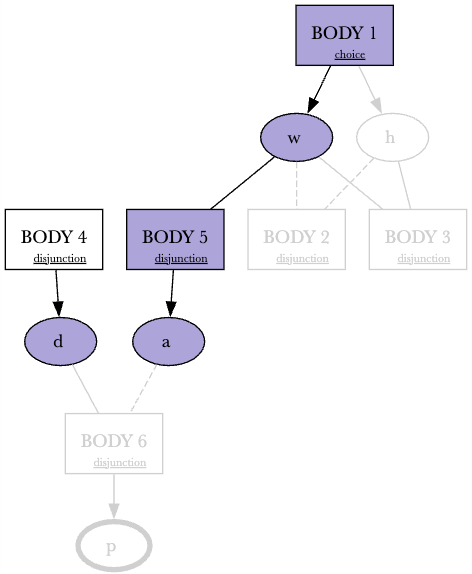 BODY 1
choice
w
h
BODY 4
disjunction
BODY 5
disjunction
BODY 2
disjunction
BODY 3
disjunction
d
a
BODY 6
disjunction
p